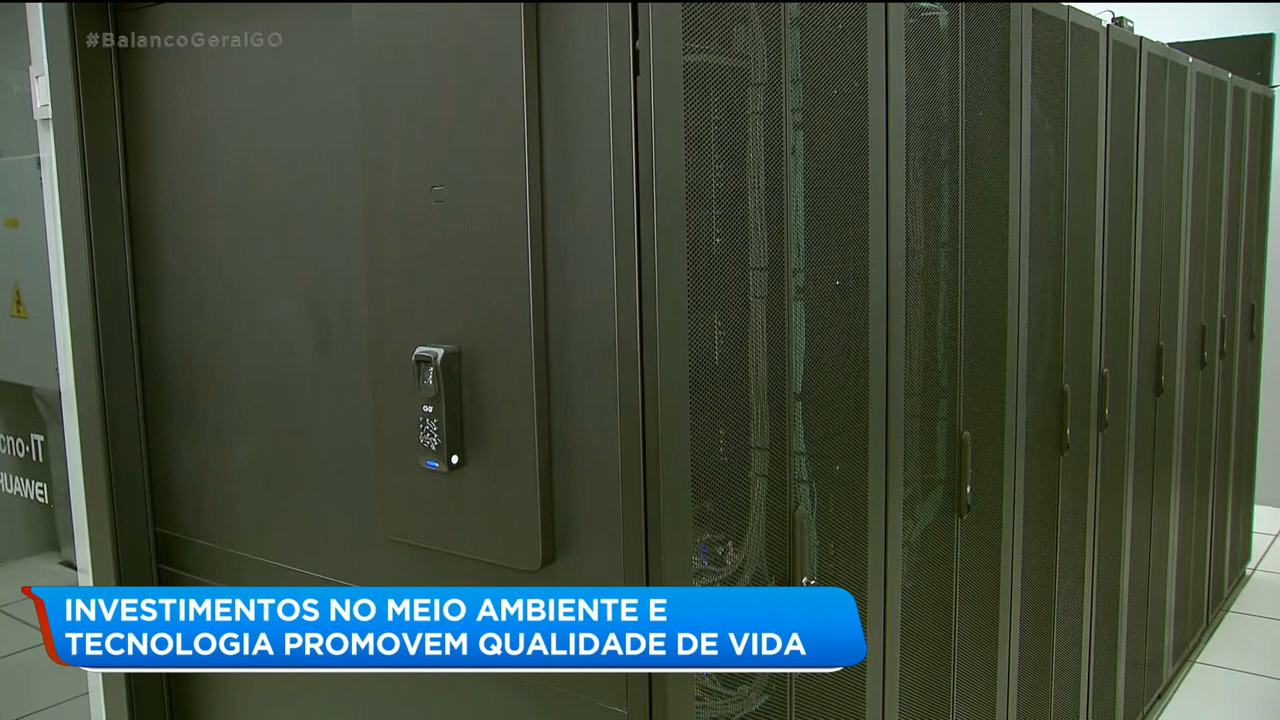 #BalancoGeralGO
cno·IT
HUAWEI
INVESTIMENTOS NO MEIO AMBIENTE E
TECNOLOGIA PROMOVEM QUALIDADE DE VIDA